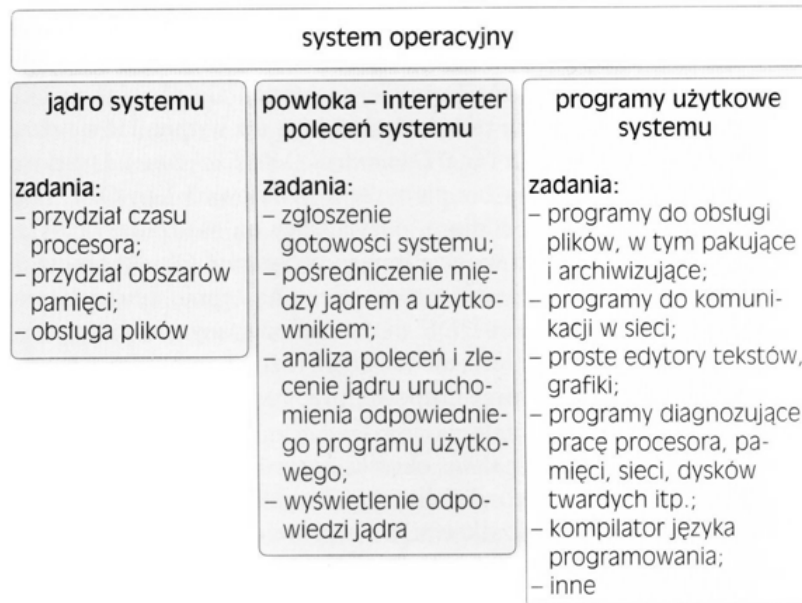 system operacyjny
jądro systemu
zadania:
– przydział czasu
procesora;
– przydział obszarów
pamięci;
– obsługa plików
powłoka – interpreter
poleceń systemu
zadania:
– zgłoszenie
gotowości systemu;
– pośredniczenie mię-
dzy jądrem a użytko-
wnikiem;
– analiza poleceń i zle-
cenie jądru urucho-
mienia odpowiednie-
go programu użytko-
wego;
– wyświetlenie odpo-
wiedzi jądra
programy użytkowe
systemu
zadania:
– programy do obsługi
plików, w tym pakujące
i archiwizujące;
– programy do komuni-
kacji w sieci;
– proste edytory tekstów,
grafiki;
– programy diagnozujące
pracę procesora, pa-
mięci, sieci, dysków
twardych itp.;
– kompilator języka
programowania;
– inne